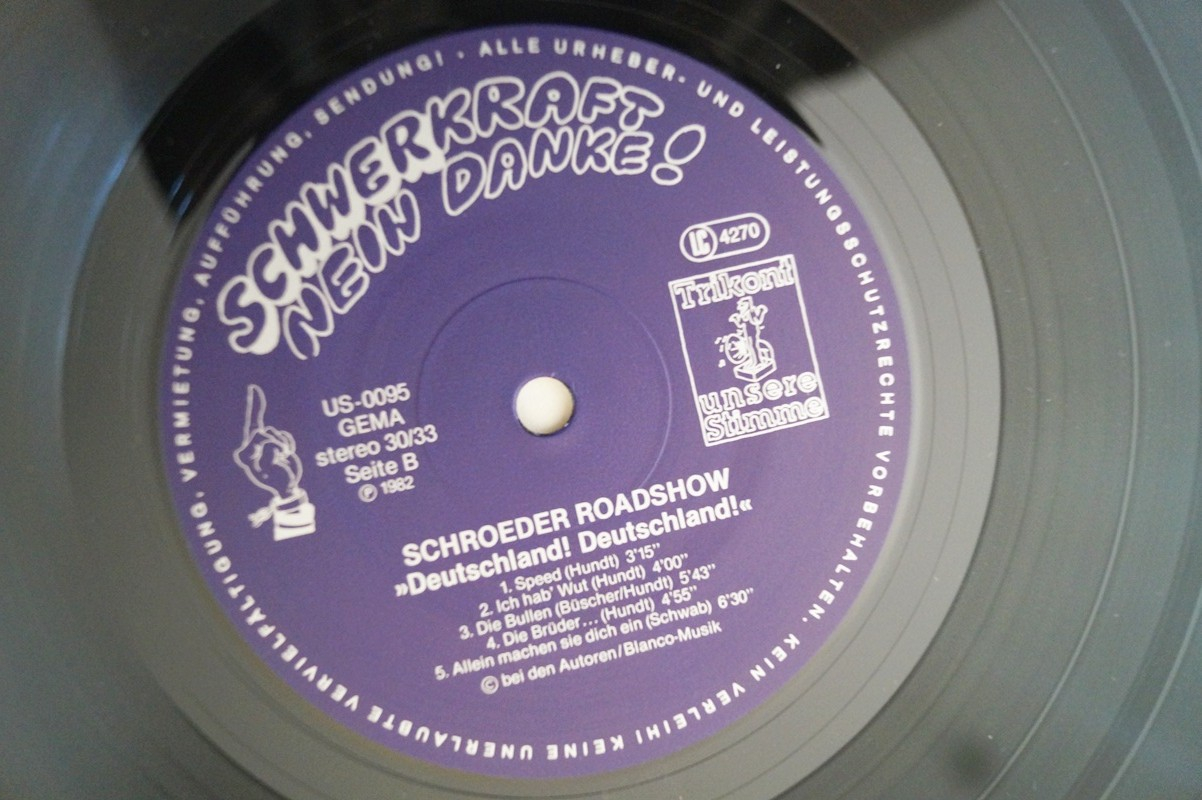 ALLE URHEBER- UND LEISTUNGSSCHUTZRECHTE VORBEHALTEN. KEIN VERLEIH! KEINE UNERLAUBTE VERVIELFÄLTIGUNG, VERMIETUNG, AUFFÜHRUNG, SENDUNG! ·
SCHWERKRAFT
NEIN DANKE!
LC 4270
Trikont
unsere
Stimme
US-0095
GEMA
stereo 30/33
Seite B
℗ 1982
SCHROEDER ROADSHOW
»Deutschland! Deutschland!«
1. Speed (Hundt) 3'15"
2. Ich hab' Wut (Hundt) 4'00"
3. Die Bullen (Büscher/Hundt) 5'43"
4. Die Brüder... (Hundt) 4'55"
5. Allein machen sie dich ein (Schwab) 6'30"
© bei den Autoren/Blanco-Musik